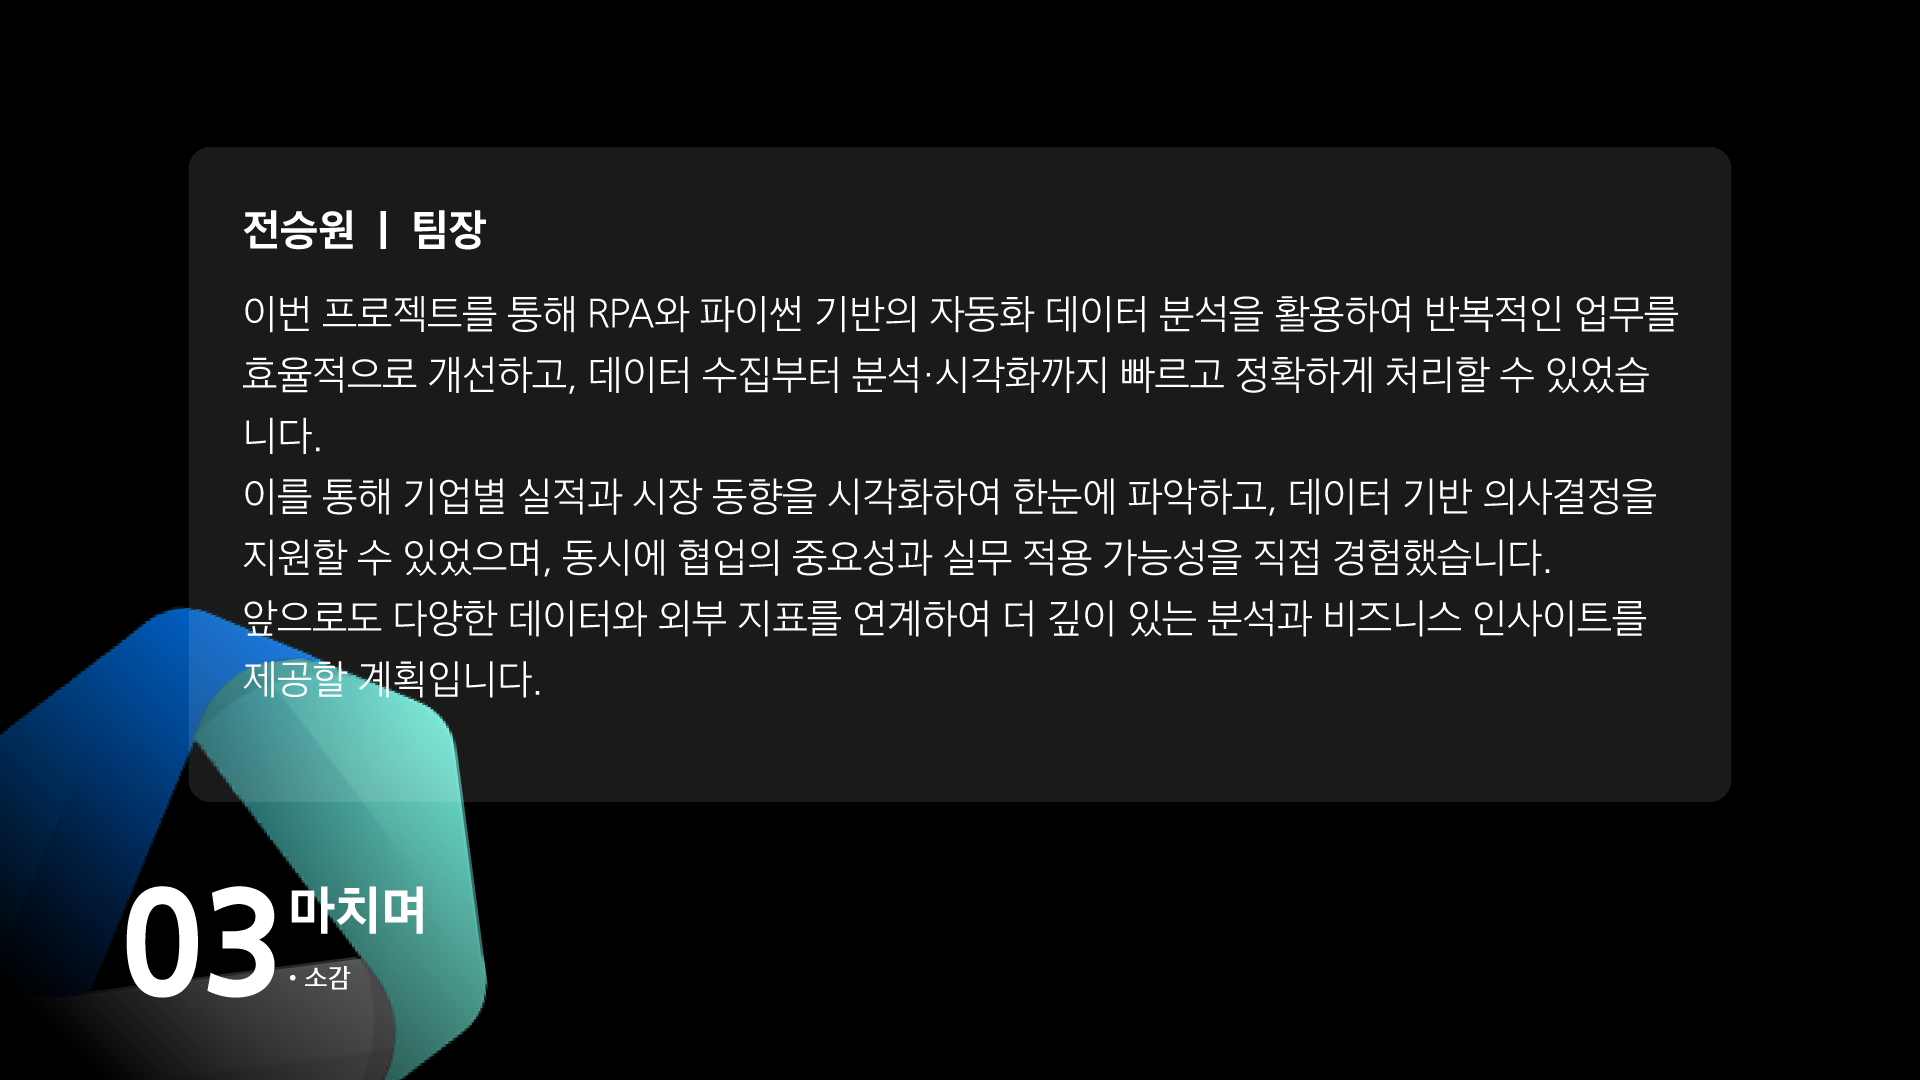 전승원 | 팀장
이번 프로젝트를 통해 RPA와 파이썬 기반의 자동화 데이터 분석을 활용하여 반복적인 업무를
효율적으로 개선하고, 데이터 수집부터 분석·시각화까지 빠르고 정확하게 처리할 수 있었습
니다.
이를 통해 기업별 실적과 시장 동향을 시각화하여 한눈에 파악하고, 데이터 기반 의사결정을
지원할 수 있었으며, 동시에 협업의 중요성과 실무 적용 가능성을 직접 경험했습니다.
앞으로도 다양한 데이터와 외부 지표를 연계하여 더 깊이 있는 분석과 비즈니스 인사이트를
제공할 계획입니다.
03 마치며
• 소감